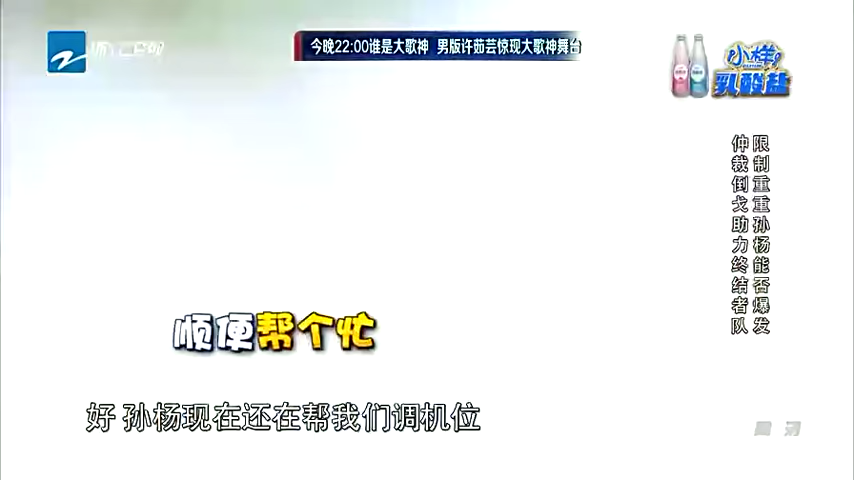 今晚22:00谁是大歌神 男版许茹芸惊现大歌神舞台
小样
乳酸盐
限制重重孙杨能否爆发
仲裁倒戈助力终结者队
顺便帮个忙
好 孙杨现在还在帮我们调机位